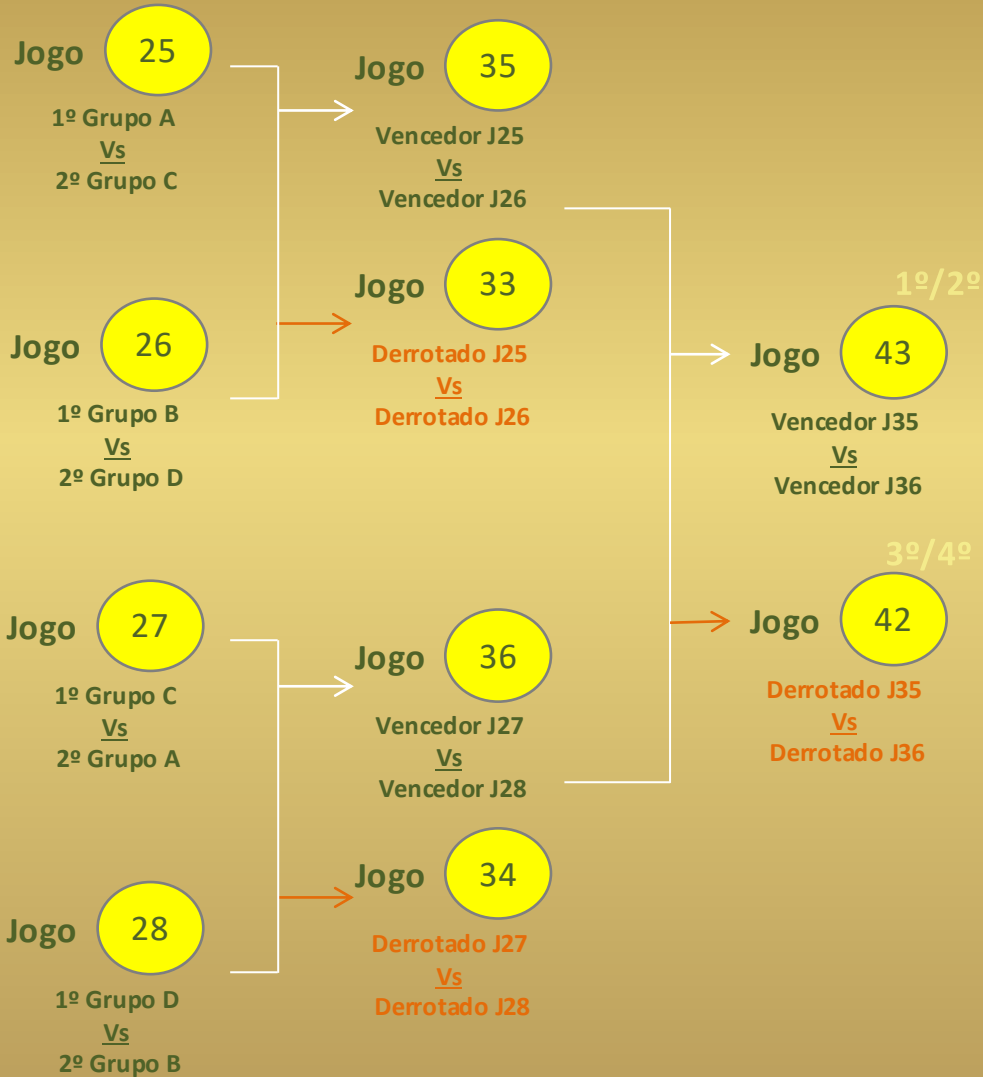 Jogo 25
1º Grupo A
Vs
2º Grupo C
Jogo 26
1º Grupo B
Vs
2º Grupo D
Jogo 27
1º Grupo C
Vs
2º Grupo A
Jogo 28
1º Grupo D
Vs
2º Grupo B
Jogo 35
Vencedor J25
Vs
Vencedor J26
Jogo 33
Derrotado J25
Vs
Derrotado J26
Jogo 36
Vencedor J27
Vs
Vencedor J28
Jogo 34
Derrotado J27
Vs
Derrotado J28
1º/2º
Jogo 43
Vencedor J35
Vs
Vencedor J36
3º/4º
Jogo 42
Derrotado J35
Vs
Derrotado J36